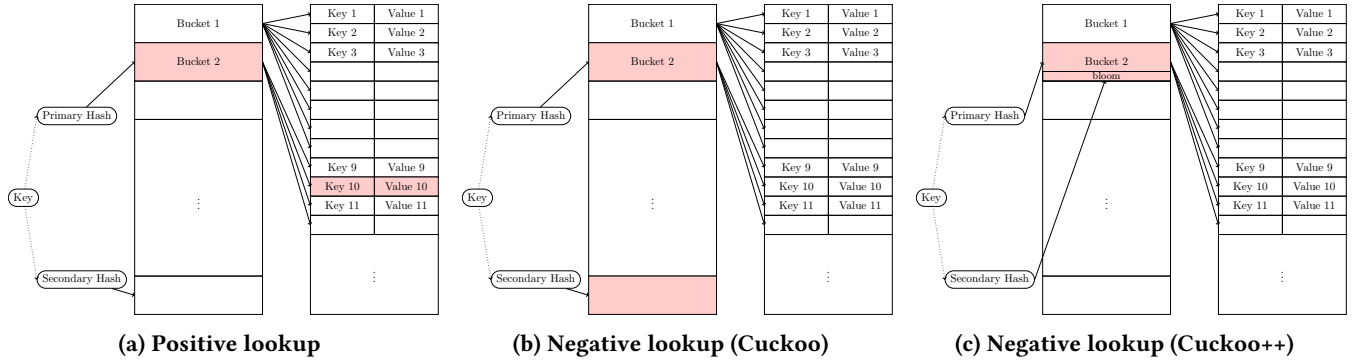 Bucket 1
Bucket 2
Primary Hash
Key
⋮
Secondary Hash
Key 1 Value 1
Key 2 Value 2
Key 3 Value 3
Key 9 Value 9
Key 10 Value 10
Key 11 Value 11
⋮
(a) Positive lookup
Bucket 1
Bucket 2
Primary Hash
Key
⋮
Secondary Hash
Key 1 Value 1
Key 2 Value 2
Key 3 Value 3
Key 9 Value 9
Key 10 Value 10
Key 11 Value 11
⋮
(b) Negative lookup (Cuckoo)
Bucket 1
Bucket 2
bloom
Primary Hash
Key
⋮
Secondary Hash
Key 1 Value 1
Key 2 Value 2
Key 3 Value 3
Key 9 Value 9
Key 10 Value 10
Key 11 Value 11
⋮
(c) Negative lookup (Cuckoo++)